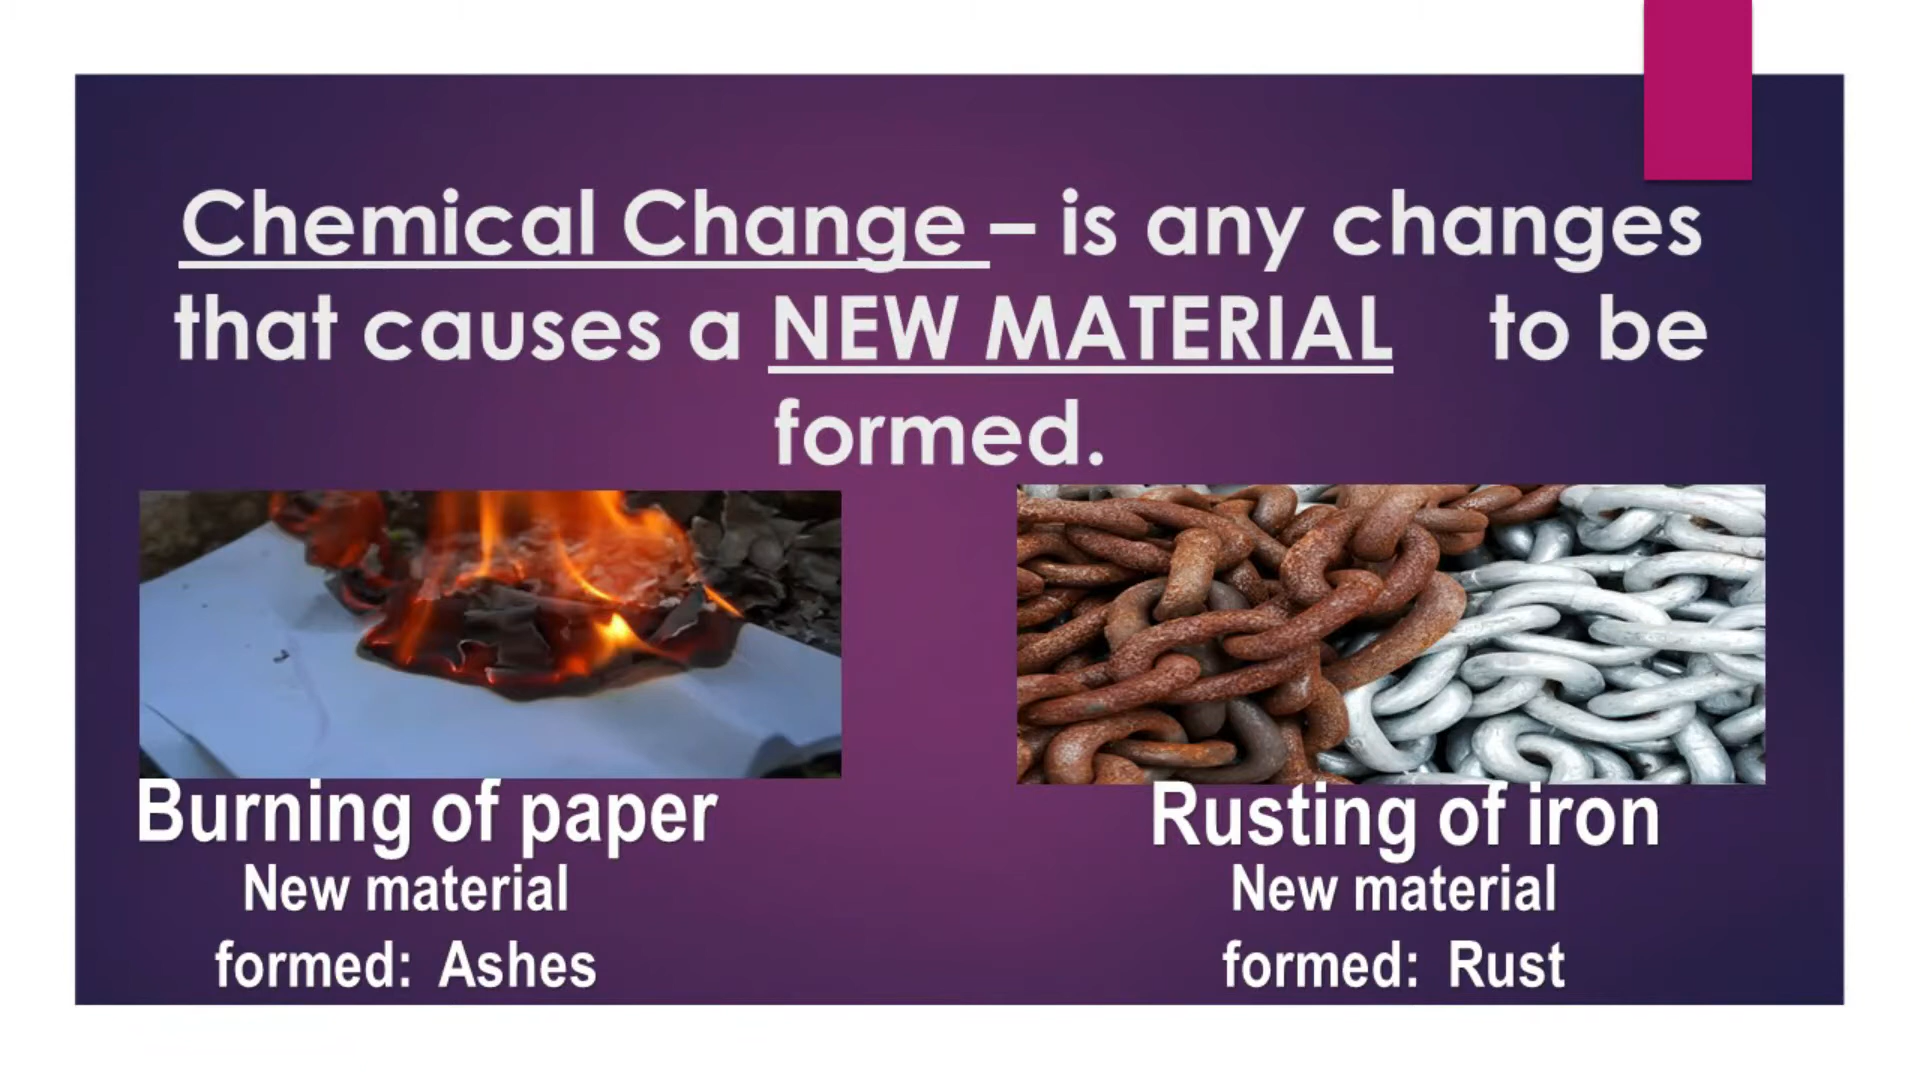 Chemical Change – is any changes
that causes a NEW MATERIAL to be
formed.
Burning of paper
New material
formed: Ashes
Rusting of iron
New material
formed: Rust